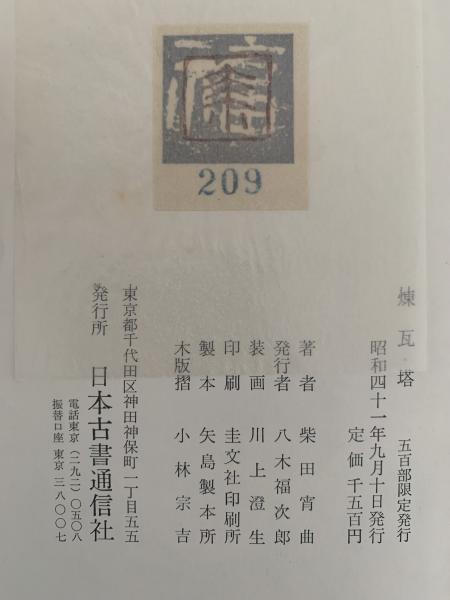 209
煉瓦塔 五百部限定発行
昭和四十一年九月十日発行
定価 千五百円
著者 柴田宵曲
発行者 八木福次郎
装画 川上澄生
印刷 圭文社印刷所
製本 矢島製本所
木版摺 小林宗吉
東京都千代田区神田神保町一丁目五五
発行所 日本古書通信社
電話東京(二九二)〇五〇八
振替口座 東京 三八〇〇七